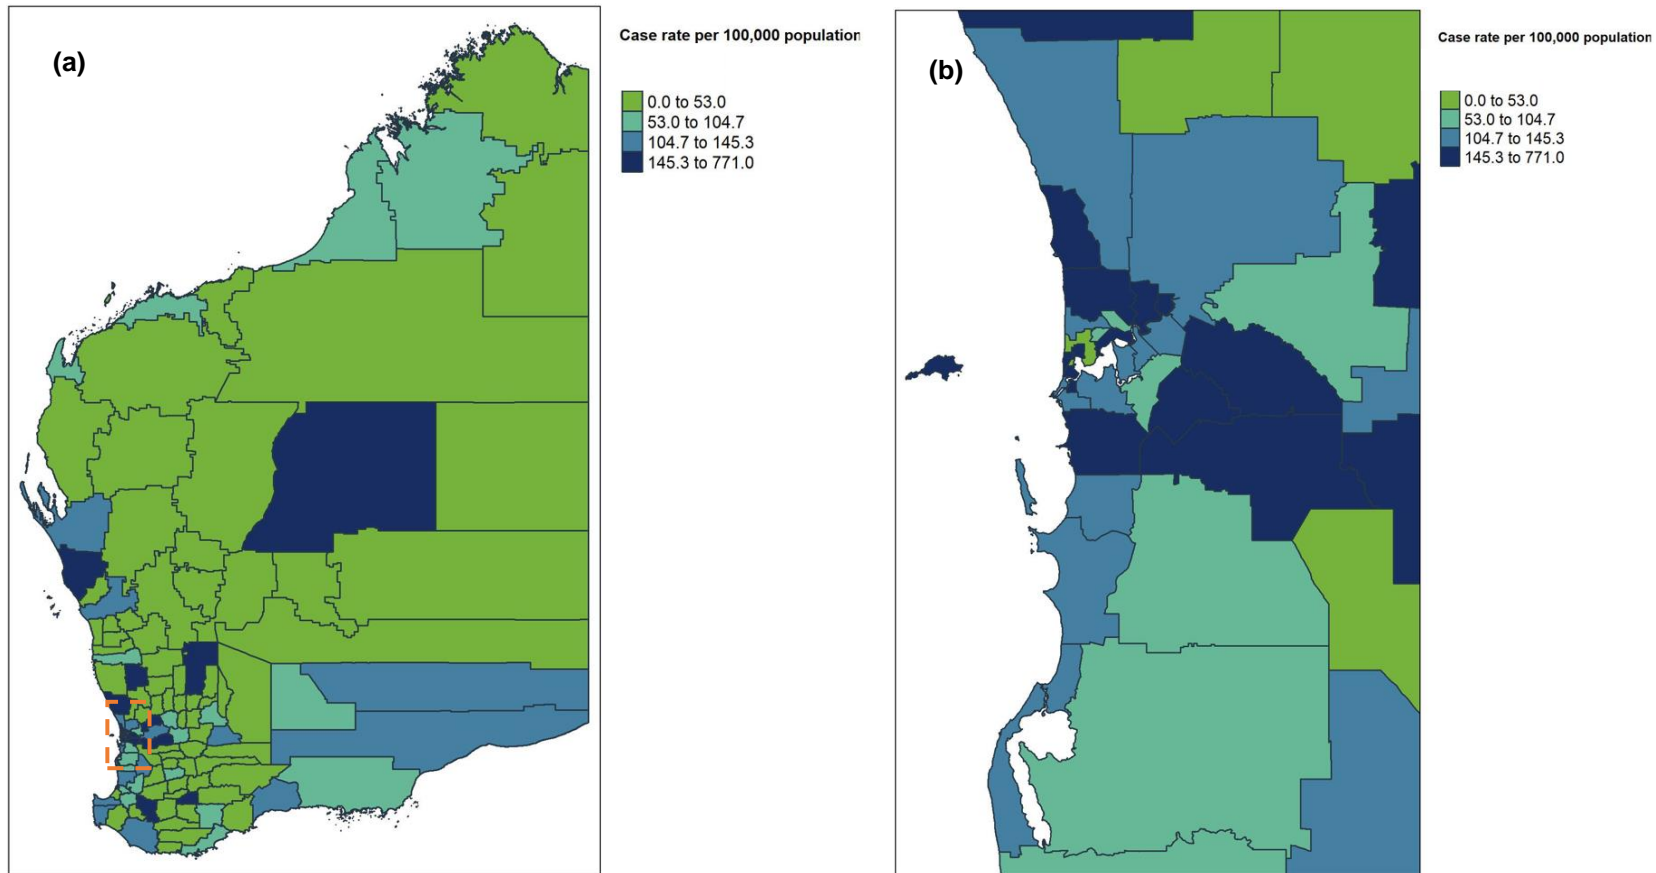 (a)
Case rate per 100,000 population
0.0 to 53.0
53.0 to 104.7
104.7 to 145.3
145.3 to 771.0
(b)
Case rate per 100,000 population
0.0 to 53.0
53.0 to 104.7
104.7 to 145.3
145.3 to 771.0